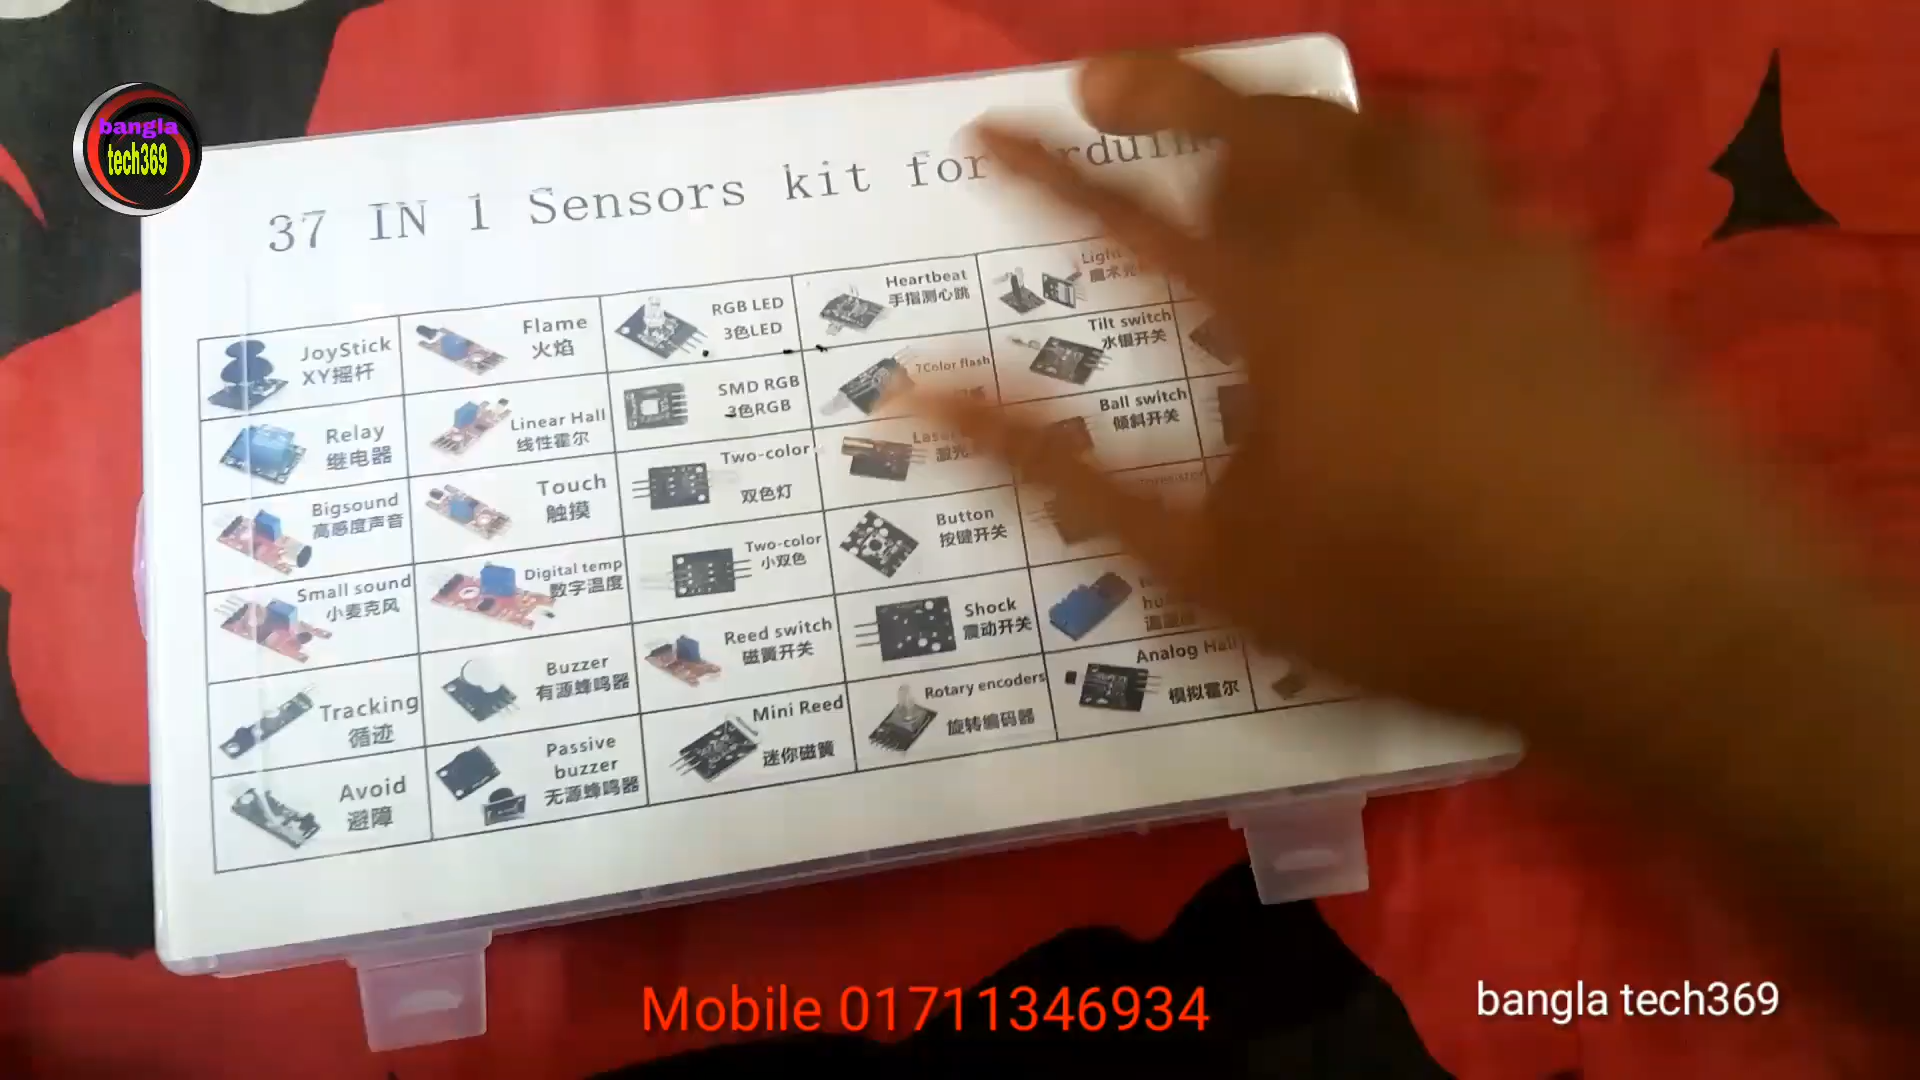 bangla
tech369
37 IN 1 Sensors kit for
JoyStick
XY摇杆
Flame
火焰
RGB LED
3色LED
Heartbeat
手指测心跳
Light
Relay
继电器
Linear Hall
线性霍尔
SMD RGB
3色RGB
7Color flash
Tilt switch
水银开关
Bigsound
高感度声音
Touch
触摸
Two-color
双色灯
激光
Ball switch
倾斜开关
Small sound
小麦克风
Digital temp
数字温度
Two-color
小双色
Button
按键开关
Tracking
循迹
Buzzer
有源蜂鸣器
Reed switch
磁簧开关
Shock
震动开关
Avoid
避障
Passive
buzzer
无源蜂鸣器
Mini Reed
迷你磁簧
Rotary encoders
旋转编码器
Analog Hall
模拟霍尔
Mobile 01711346934
bangla tech369